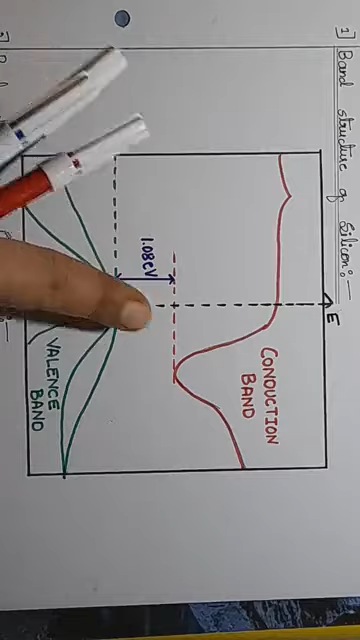 1] Band structure of Silicon:-
E
CONDUCTION
BAND
1.08eV
VALENCE
BAND